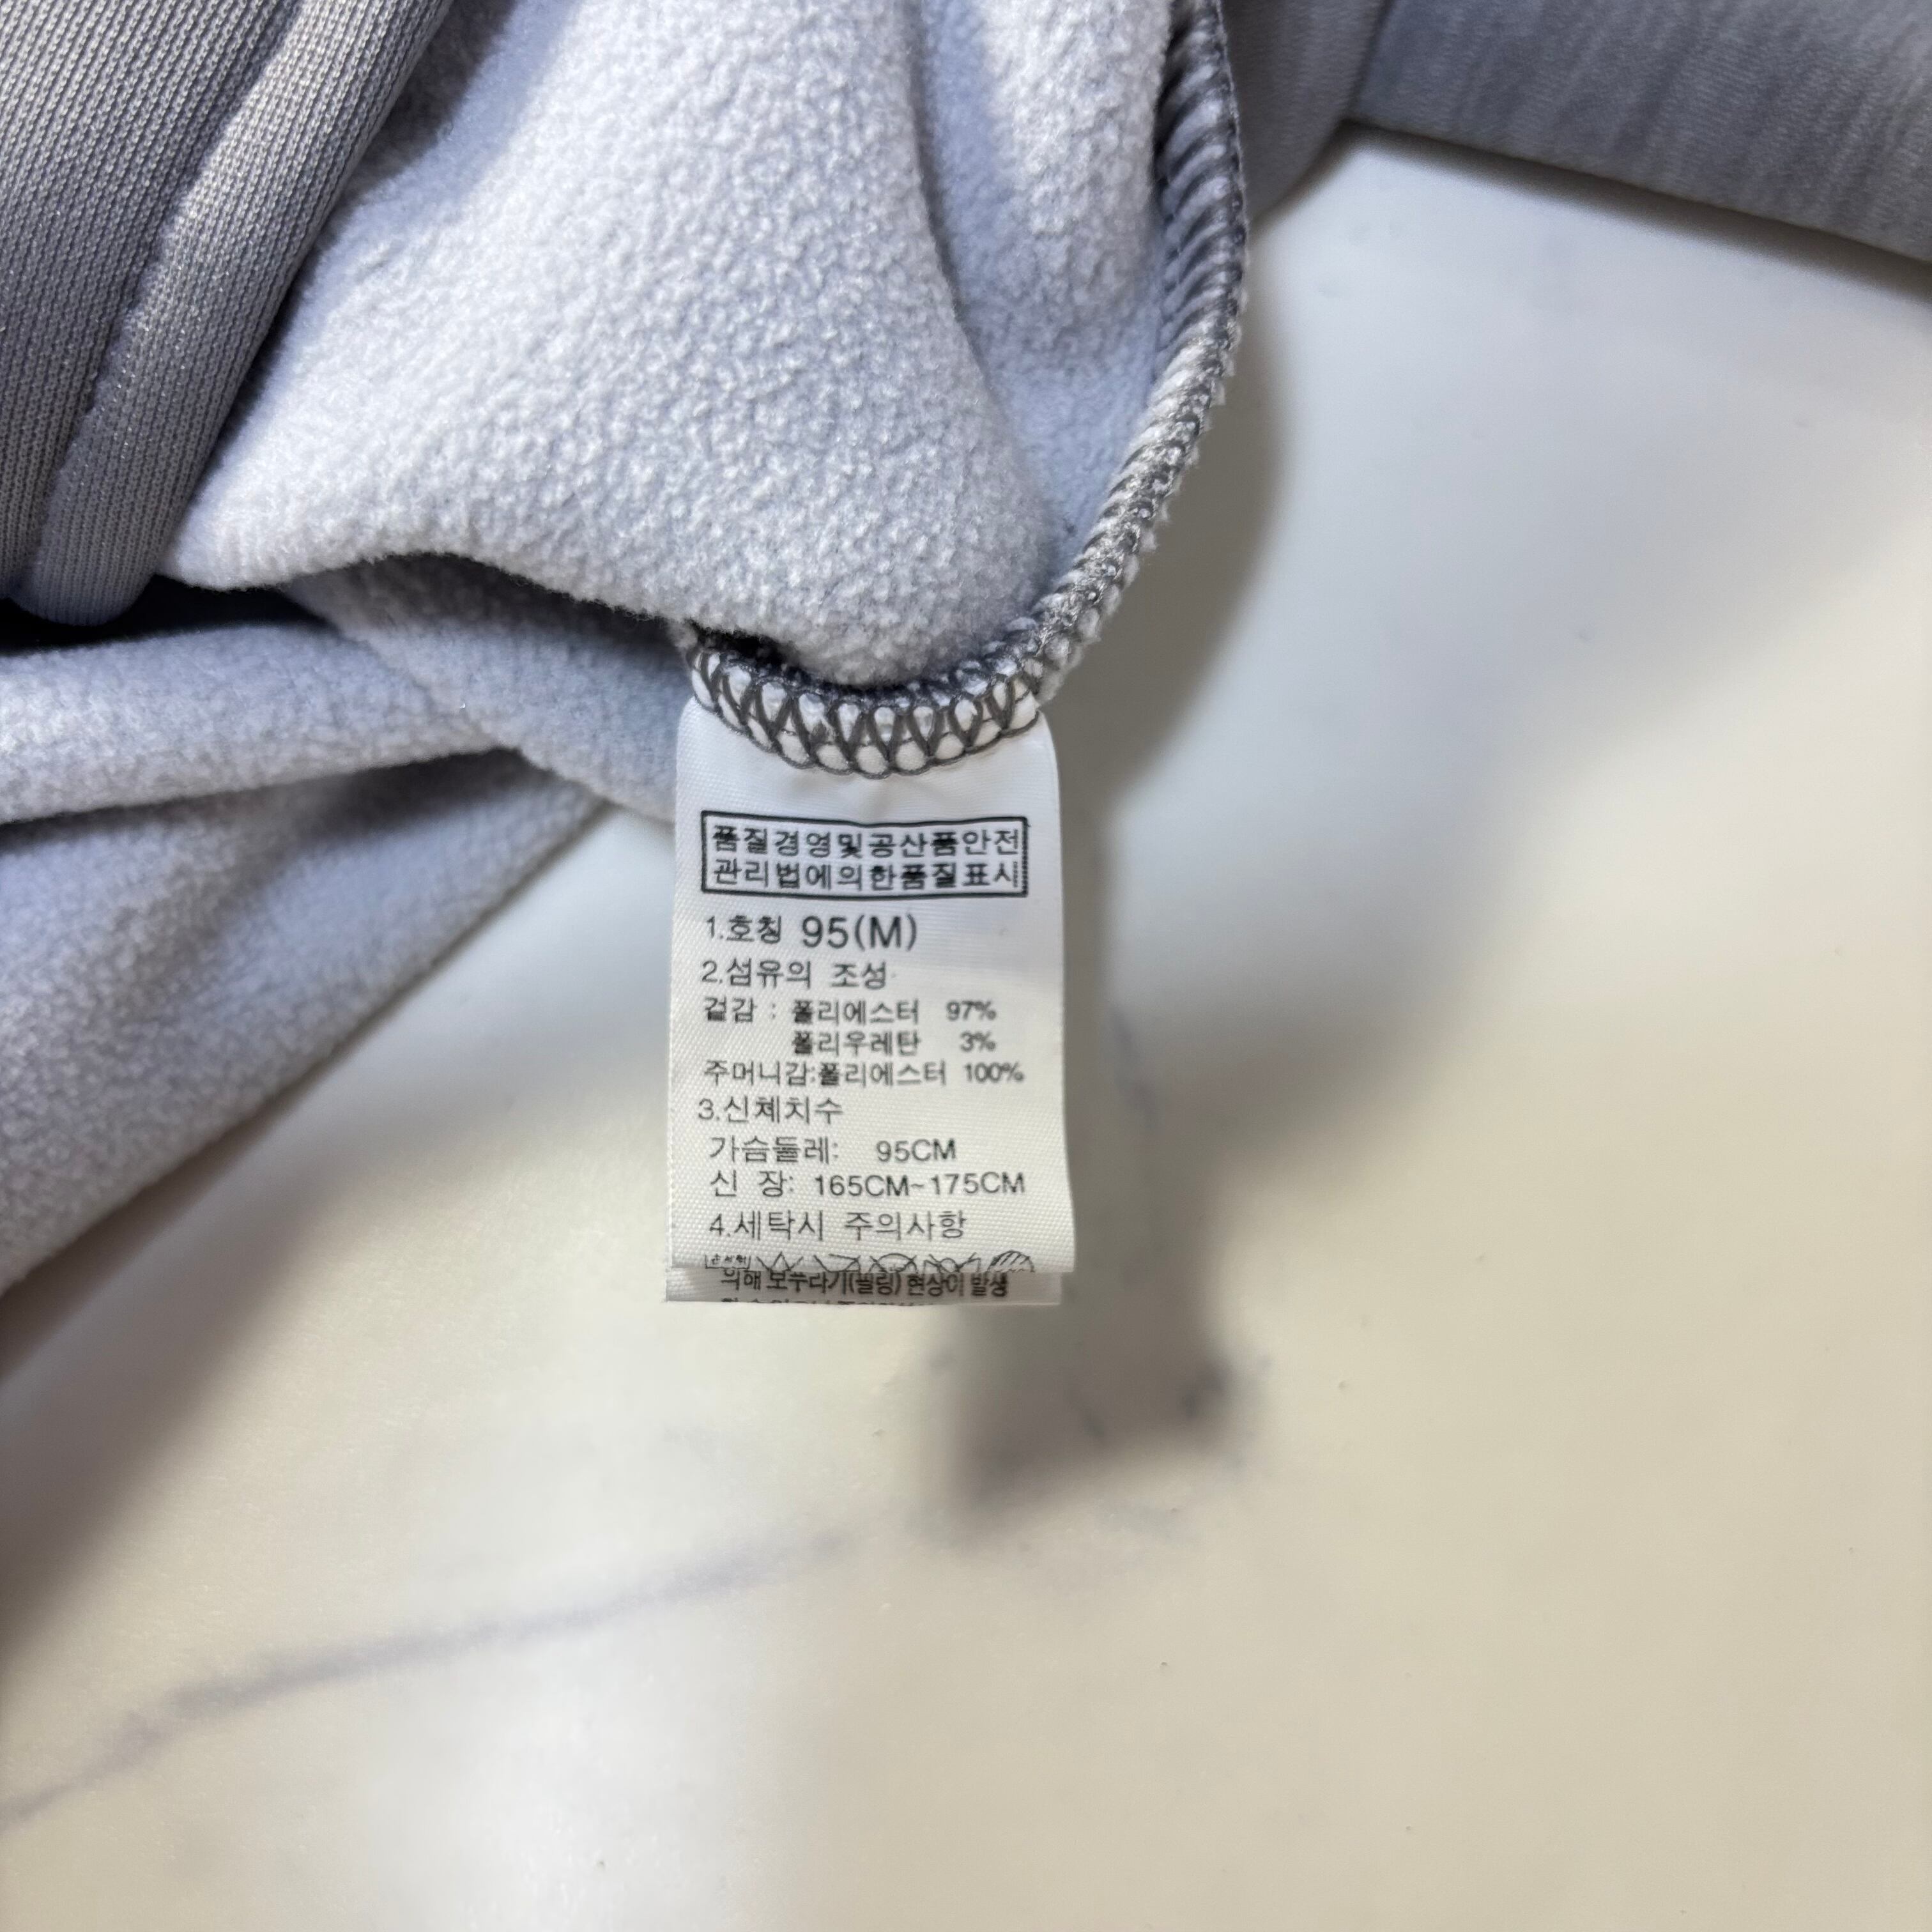 품질경영및공산품안전
관리법에의한품질표시
1.호칭 95(M)
2.섬유의 조성
겉감 : 폴리에스터 97%
폴리우레탄 3%
주머니감:폴리에스터 100%
3.신체치수
가슴둘레: 95CM
신 장: 165CM~175CM
4.세탁시 주의사항
의해 보푸라기(필링) 현상이 발생